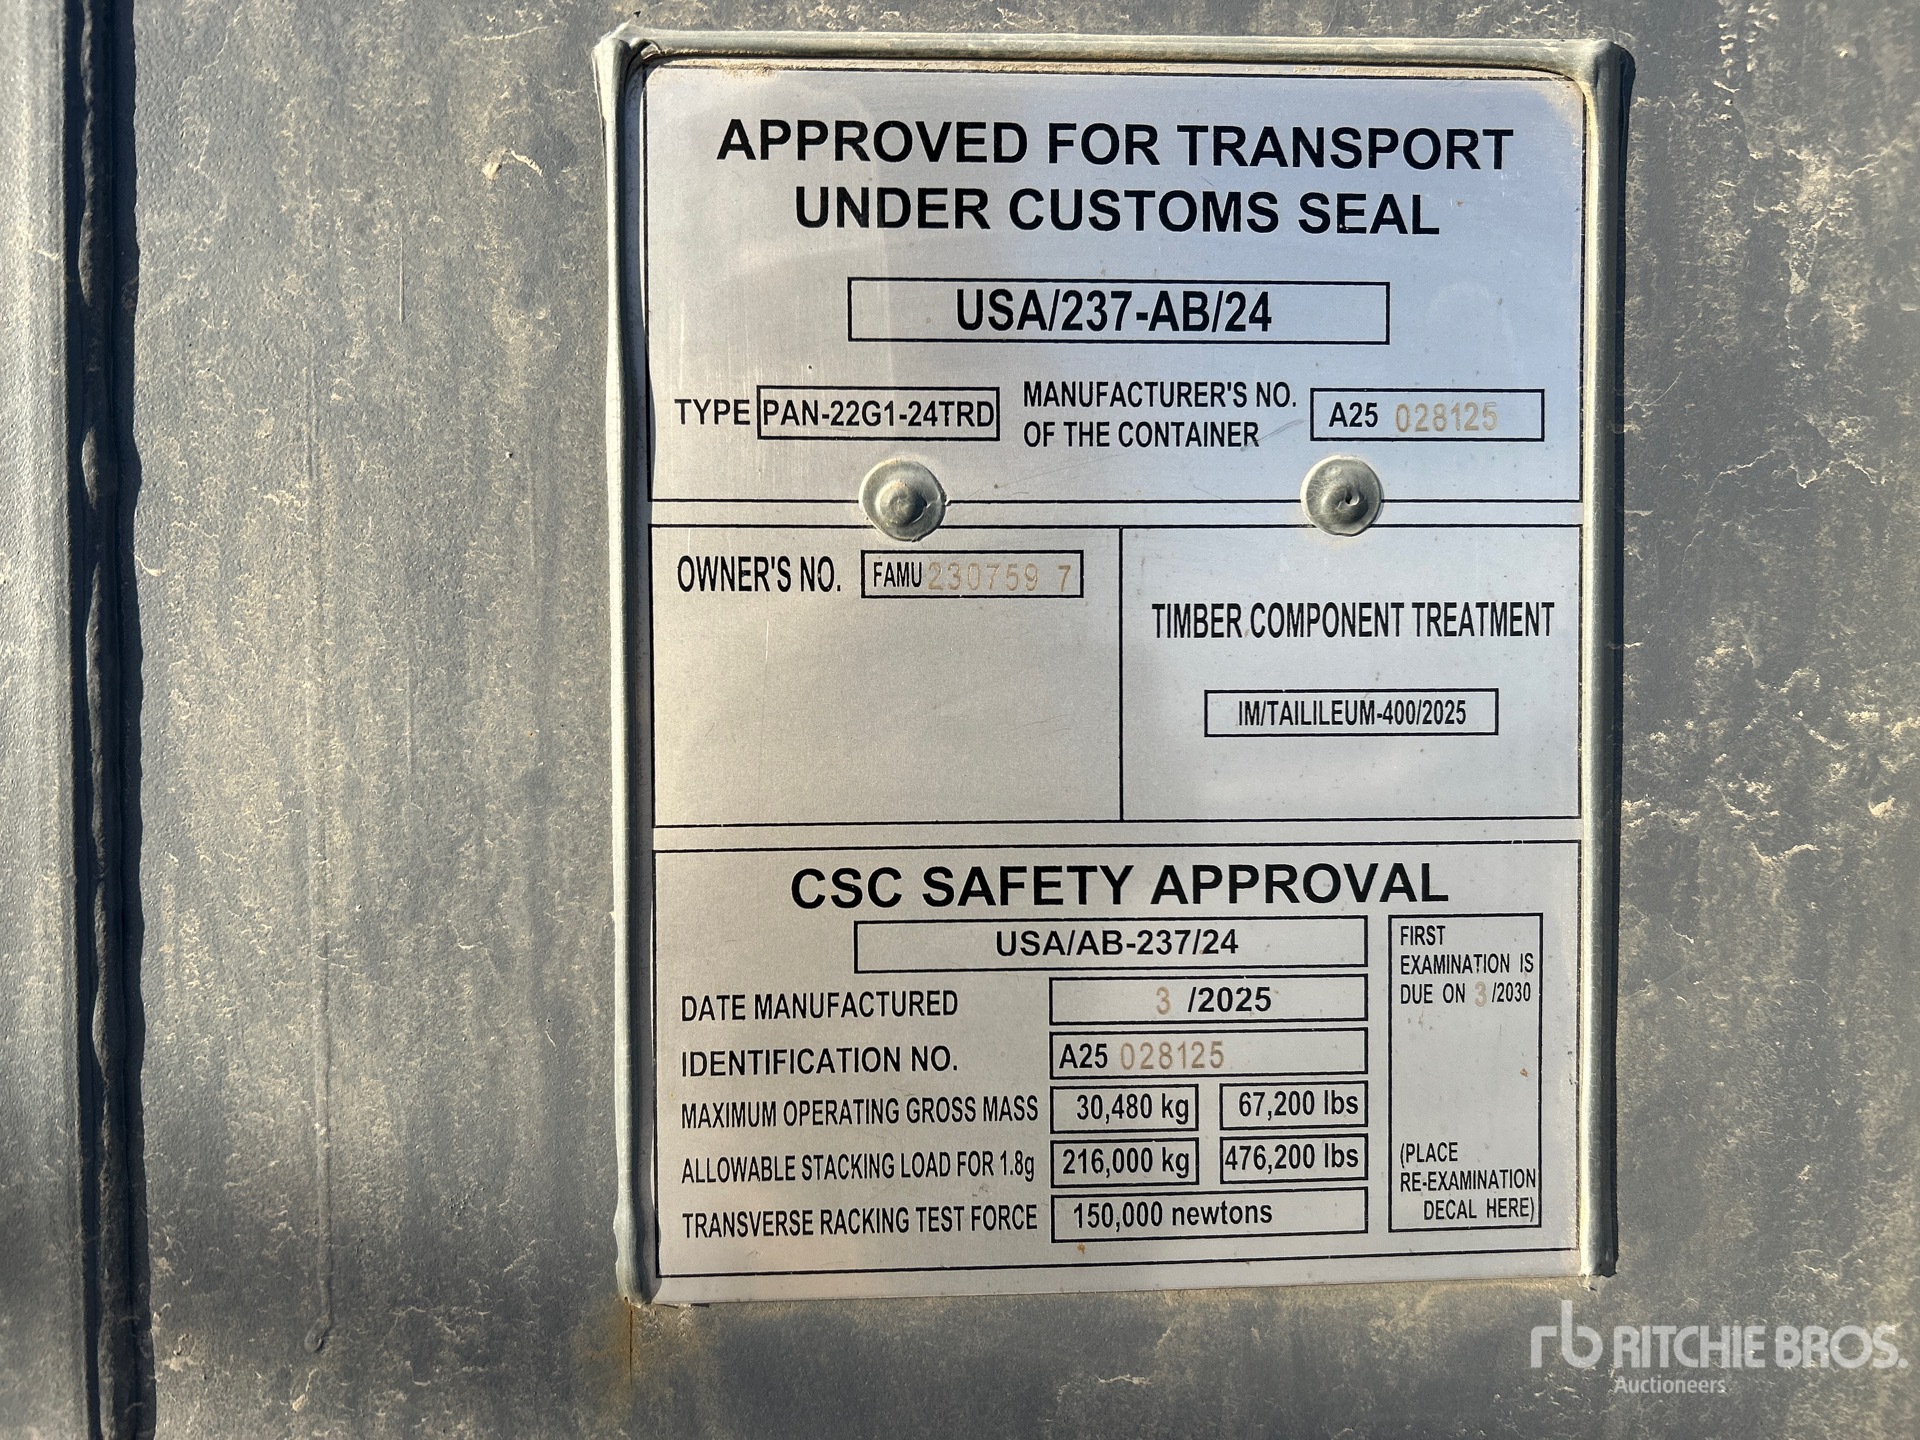 APPROVED FOR TRANSPORT
UNDER CUSTOMS SEAL
USA/237-AB/24
TYPE PAN-22G1-24TRD
MANUFACTURER'S NO.
OF THE CONTAINER
A25 028125
OWNER'S NO. FAMU 230759 7
TIMBER COMPONENT TREATMENT
IM/TAILILEUM-400/2025
CSC SAFETY APPROVAL
USA/AB-237/24
DATE MANUFACTURED 3 /2025
IDENTIFICATION NO. A25 028125
MAXIMUM OPERATING GROSS MASS 30,480 kg 67,200 lbs
ALLOWABLE STACKING LOAD FOR 1.8g 216,000 kg 476,200 lbs
TRANSVERSE RACKING TEST FORCE 150,000 newtons
FIRST
EXAMINATION IS
DUE ON 3 /2030
(PLACE
RE-EXAMINATION
DECAL HERE)
rb RITCHIE BROS.
Auctioneers